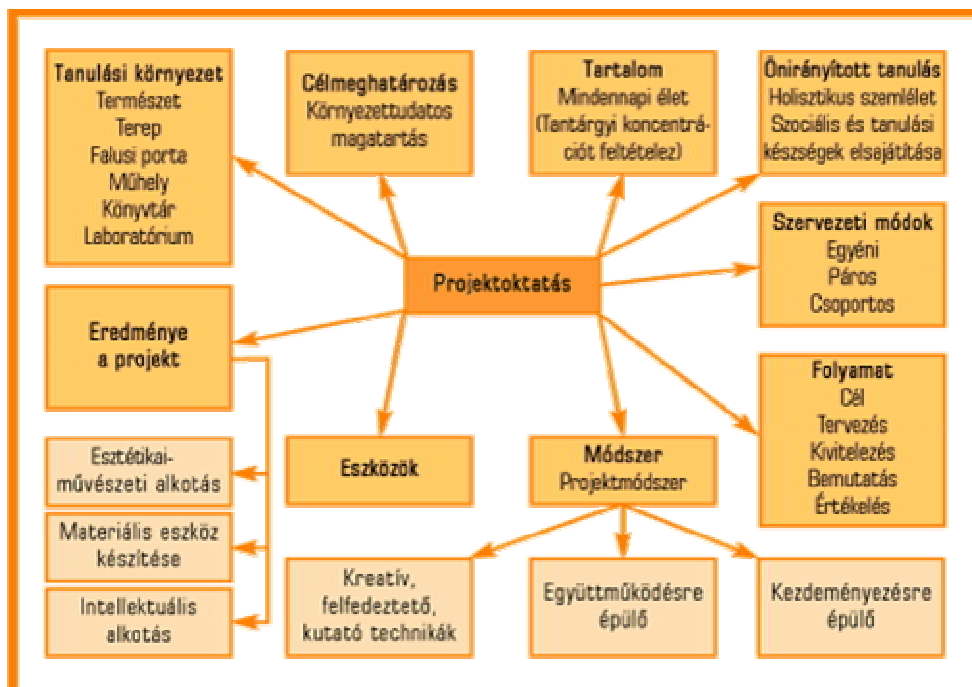 Tanulási környezet
Természet
Terep
Falusi porta
Műhely
Könyvtár
Laboratórium
Célmeghatározás
Környezettudatos
magatartás
Tartalom
Mindennapi élet
(Tantárgyi koncentrá-
ciót feltételez)
Önirányított tanulás
Holisztikus szemlélet
Szociális és tanulási
készségek elsajátítása
Projektoktatás
Szervezeti módok
Egyéni
Páros
Csoportos
Eredménye
a projekt
Folyamat
Cél
Tervezés
Kivitelezés
Bemutatás
Értékelés
Eszközök
Módszer
Projektmódszer
Esztétikai-
művészeti alkotás
Materiális eszköz
készítése
Intellektuális
alkotás
Kreatív,
felfedeztető,
kutató technikák
Együttműködésre
épülő
Kezdeményezésre
épülő